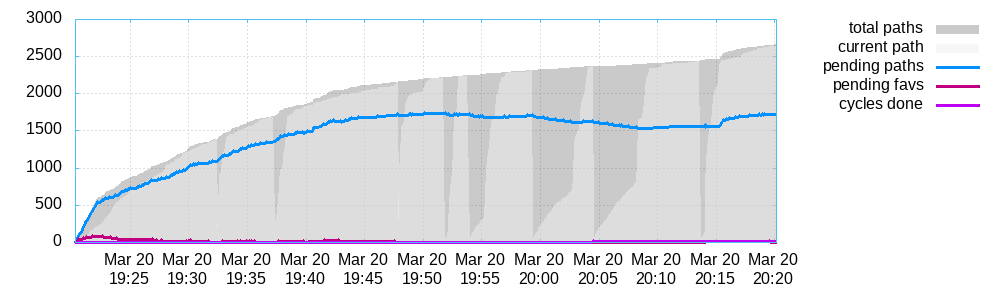 3000
2500
2000
1500
1000
500
0
Mar 20 Mar 20 Mar 20 Mar 20 Mar 20 Mar 20 Mar 20 Mar 20 Mar 20 Mar 20 Mar 20 Mar 20
19:25 19:30 19:35 19:40 19:45 19:50 19:55 20:00 20:05 20:10 20:15 20:20
total paths
current path
pending paths
pending favs
cycles done